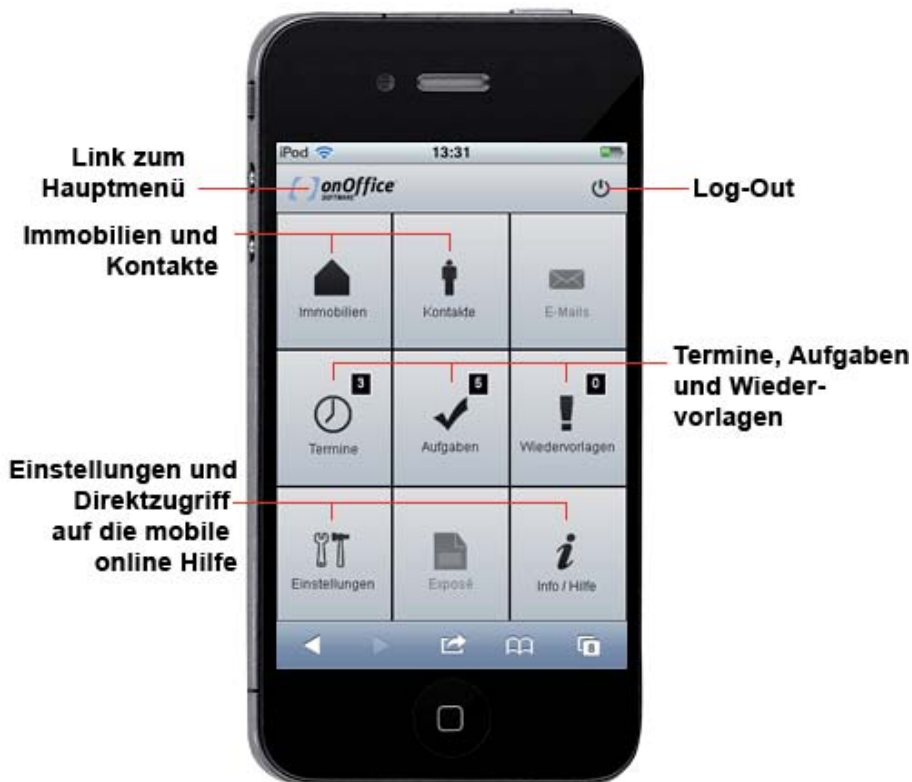 iPod 13:31
Link zum
Hauptmenü
onOffice
SOFTWARE
Log-Out
Immobilien und
Kontakte
Immobilien Kontakte E-Mails
Termine, Aufgaben
und Wieder-
vorlagen
3 5 0
Termine Aufgaben Wiedervorlagen
Einstellungen und
Direktzugriff
auf die mobile
online Hilfe
Einstellungen Exposé Info / Hilfe